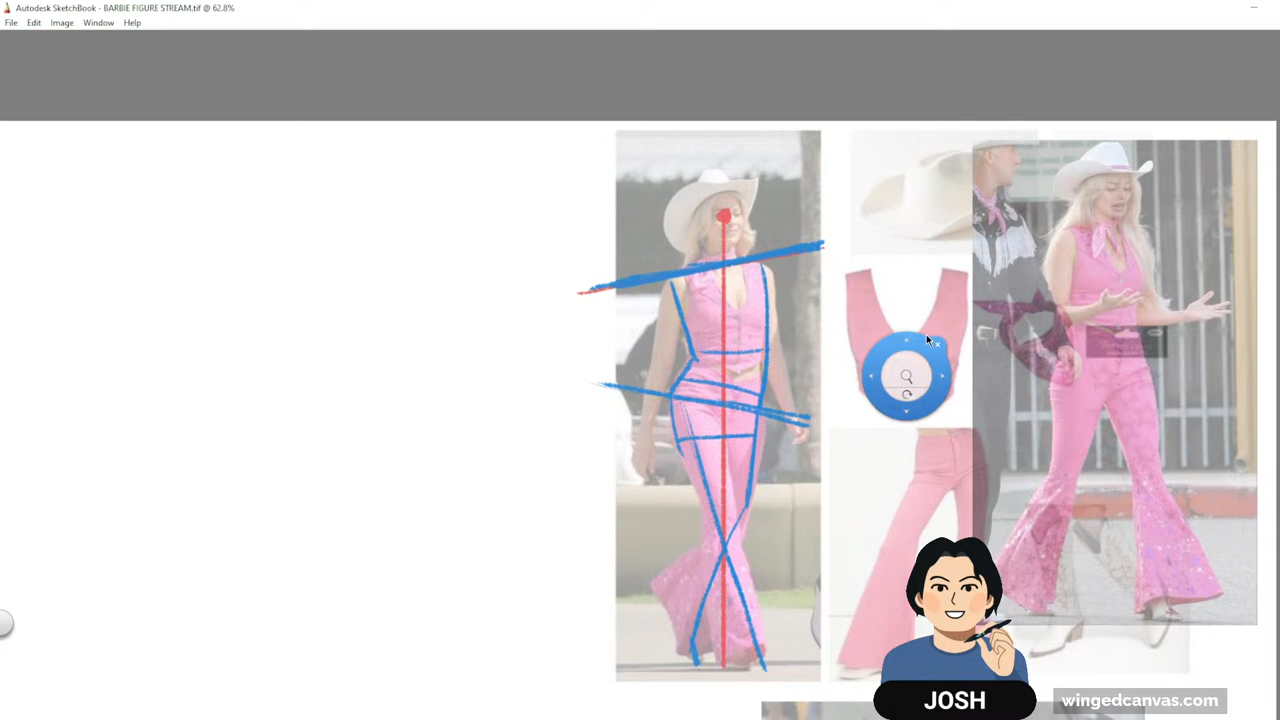 Autodesk SketchBook - BARBIE FIGURE STREAM.tif @ 62.8%
File Edit Image Window Help
JOSH
wingedcanvas.com